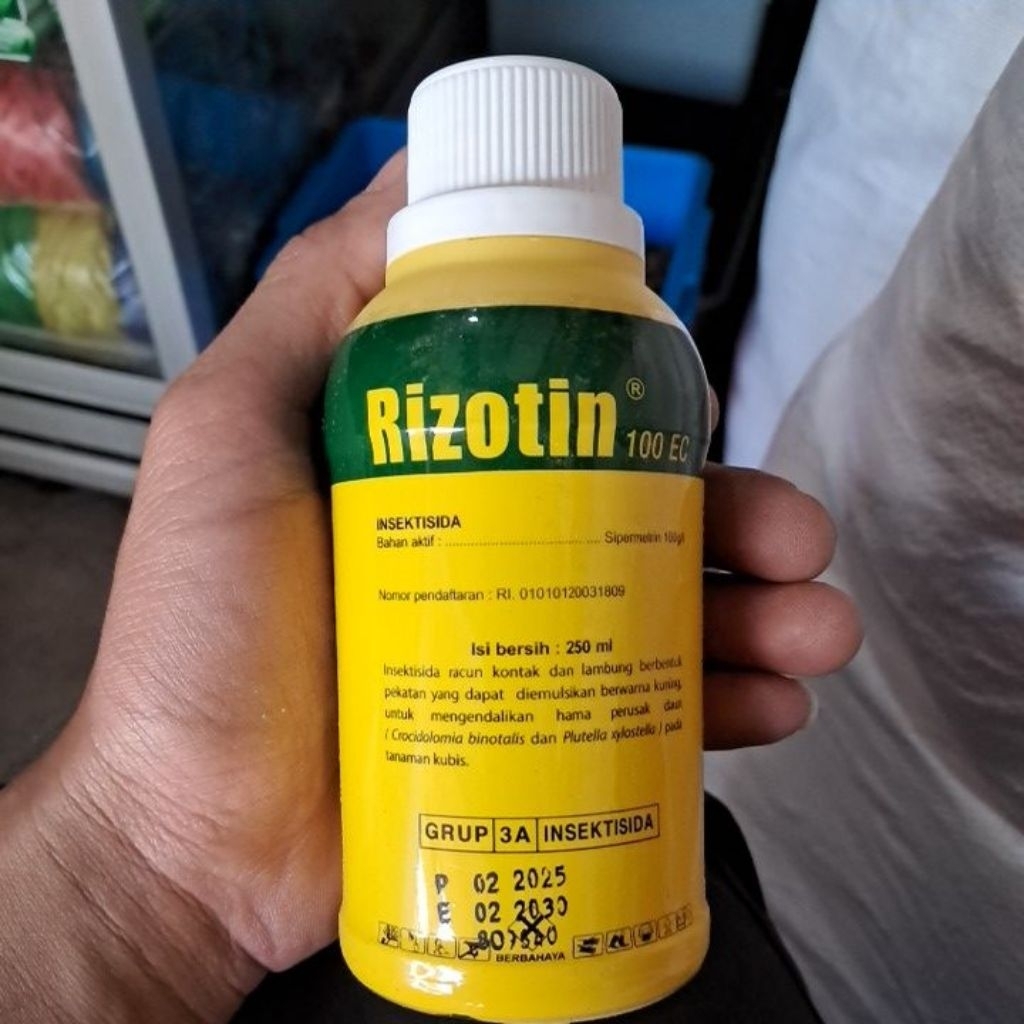 Rizotin ®
100 EC
INSEKTISIDA
Bahan aktif : ........................................ Sipermetrin 100g/l
Nomor pendaftaran : RI. 01010120031809
Isi bersih : 250 ml
Insektisida racun kontak dan lambung berbentuk
pekatan yang dapat diemulsikan berwarna kuning,
untuk mengendalikan hama perusak daun
( Crocidolomia binotalis dan Plutella xylostella ) pada
tanaman kubis.
GRUP 3A INSEKTISIDA
P 02 2025
E 02 2030
BERBAHAYA